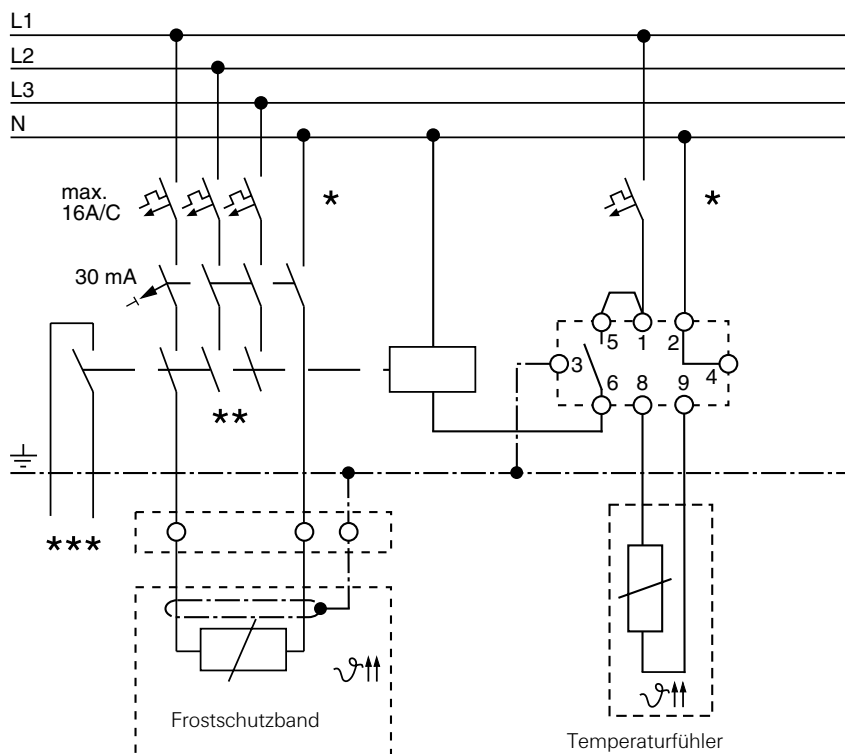 L1
L2
L3
N
max.
16A/C
*
*
30 mA
5 1 2
3
4
6 8 9
**
***
ϑ↑↑
ϑ↑↑
Frostschutzband
Temperaturfühler